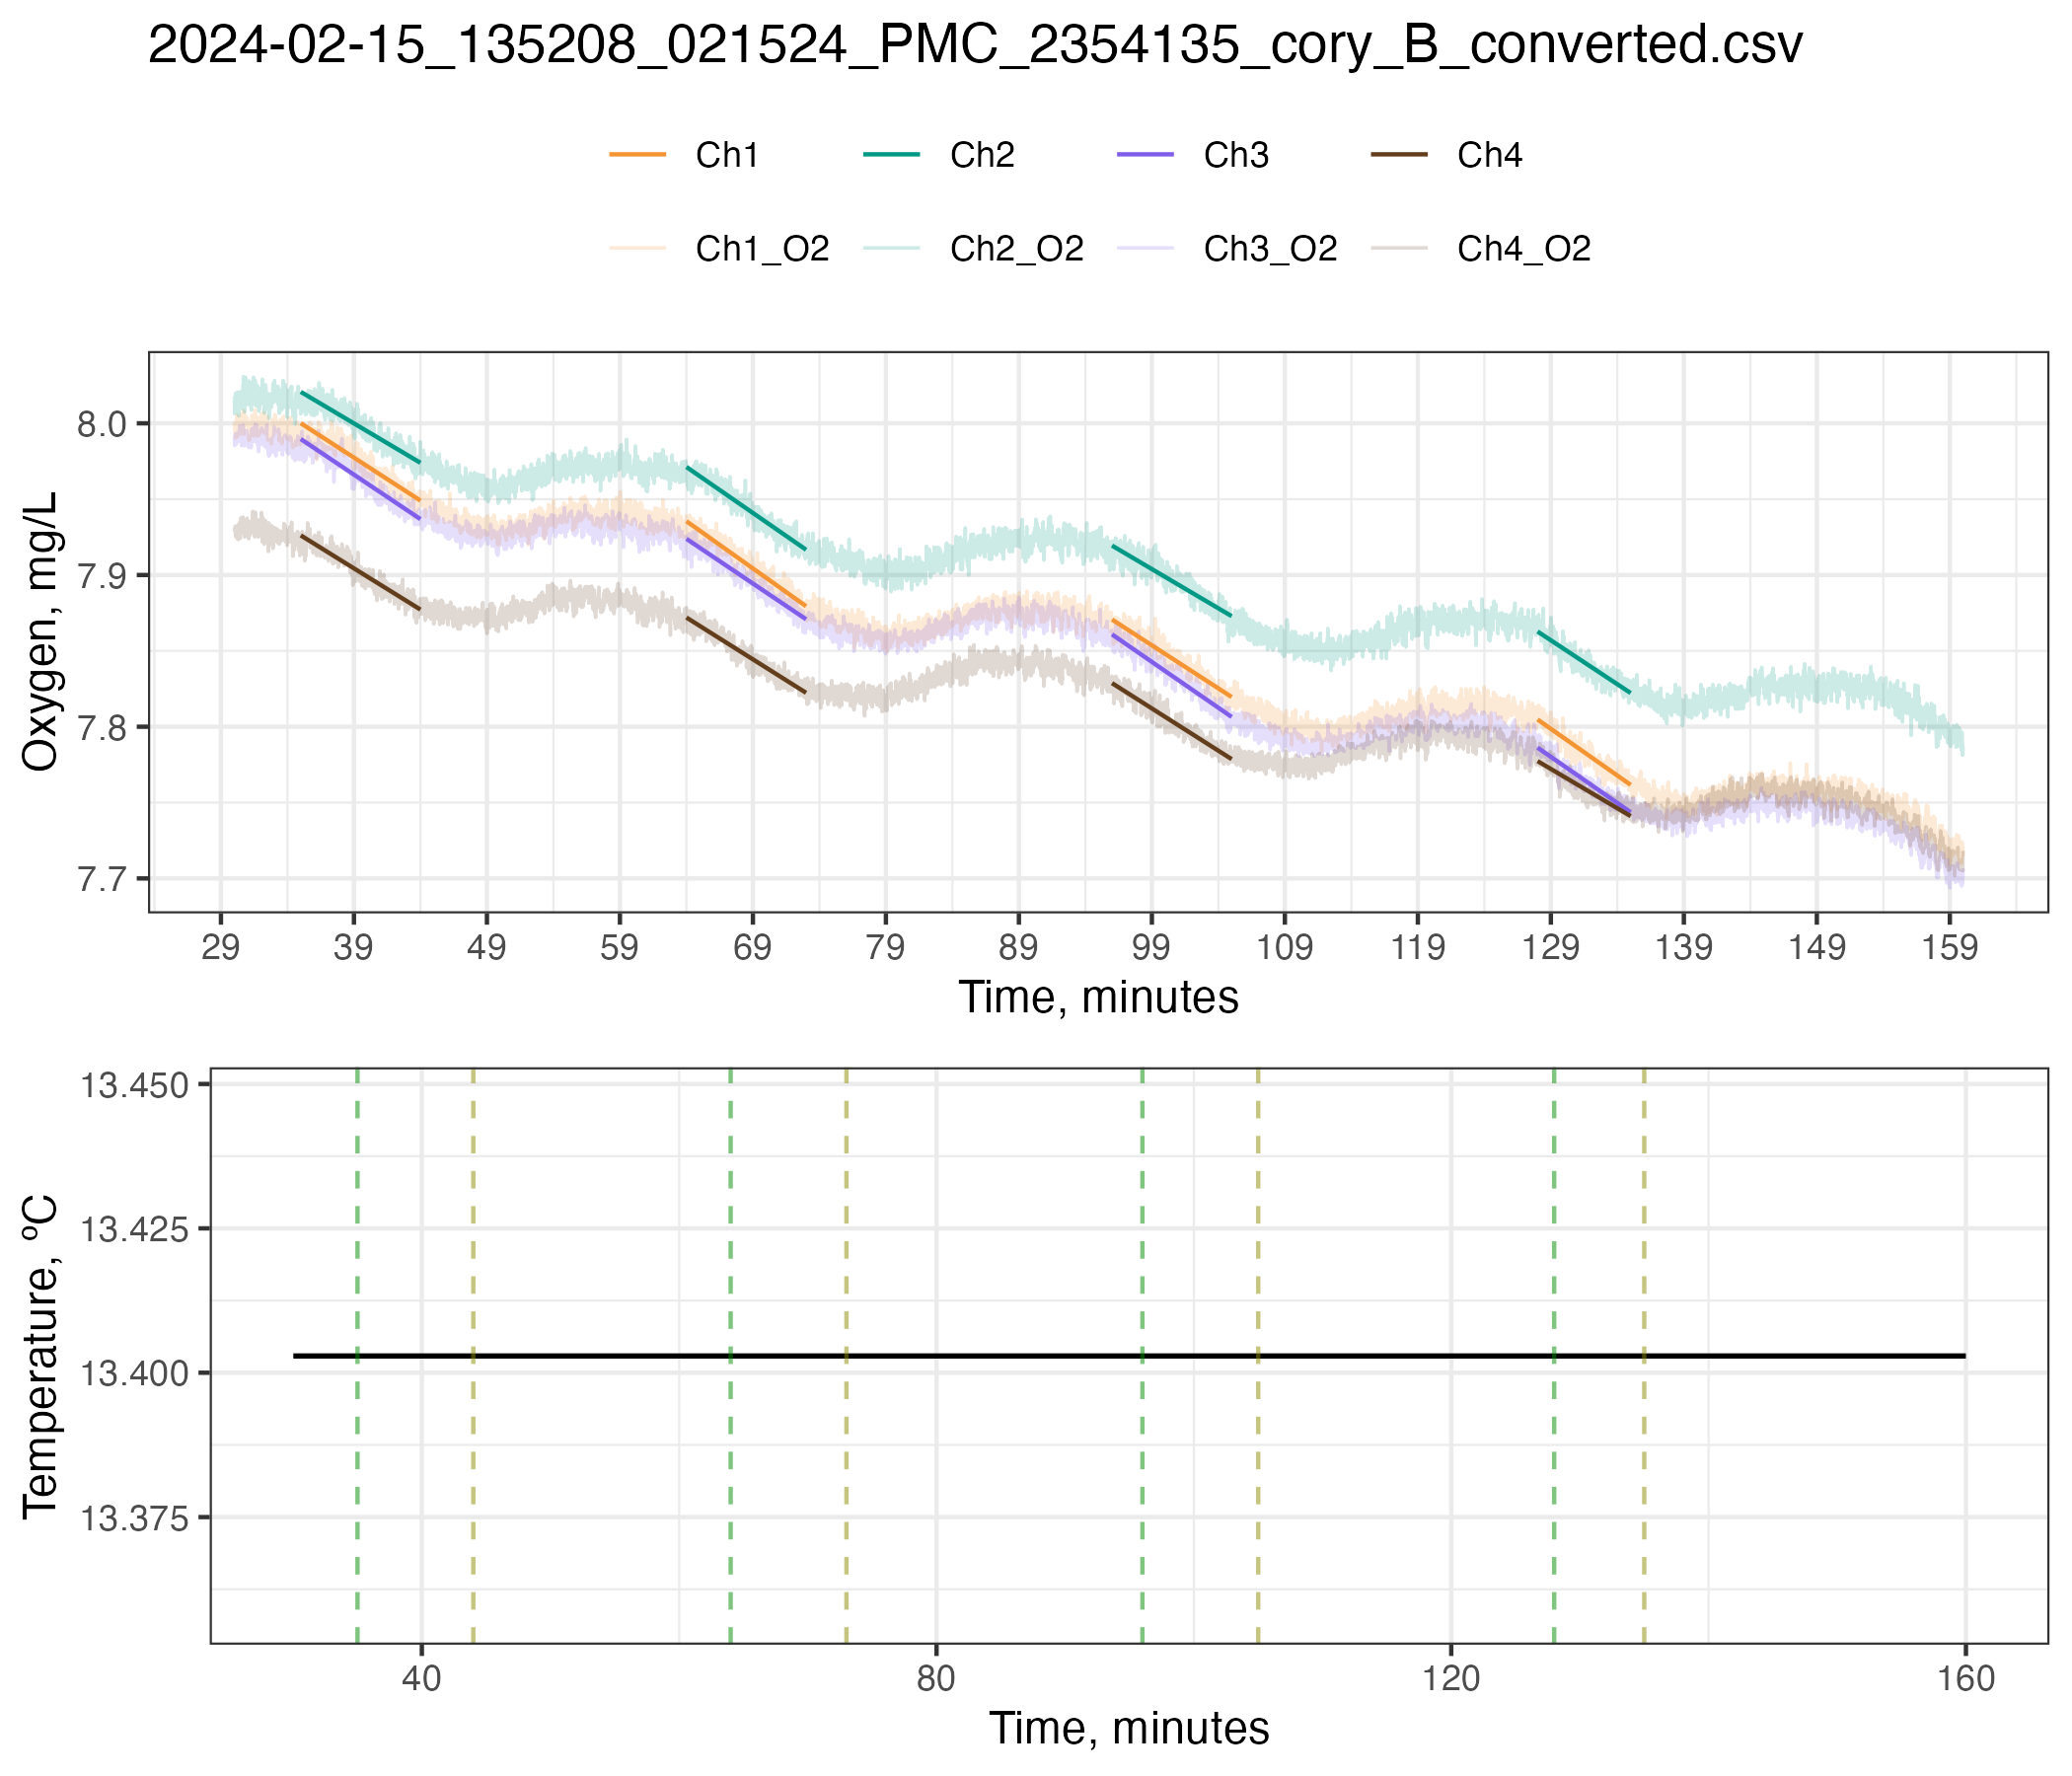 2024-02-15_135208_021524_PMC_2354135_cory_B_converted.csv
Ch1 Ch2 Ch3 Ch4
Ch1_O2 Ch2_O2 Ch3_O2 Ch4_O2
Oxygen, mg/L
8.0
7.9
7.8
7.7
29 39 49 59 69 79 89 99 109 119 129 139 149 159
Time, minutes
Temperature, ºC
13.450
13.425
13.400
13.375
40 80 120 160
Time, minutes